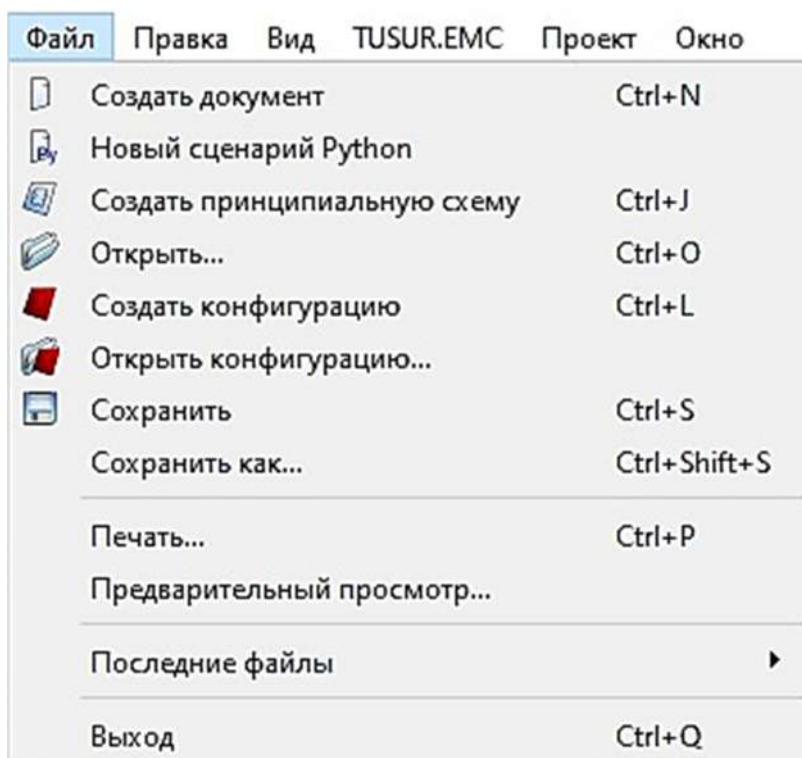 Файл Правка Вид TUSUR.EMC Проект Окно
Создать документ Ctrl+N
Py Новый сценарий Python
Создать принципиальную схему Ctrl+J
Открыть... Ctrl+O
Создать конфигурацию Ctrl+L
Открыть конфигурацию...
Сохранить Ctrl+S
Сохранить как... Ctrl+Shift+S
Печать... Ctrl+P
Предварительный просмотр...
Последние файлы
Выход Ctrl+Q